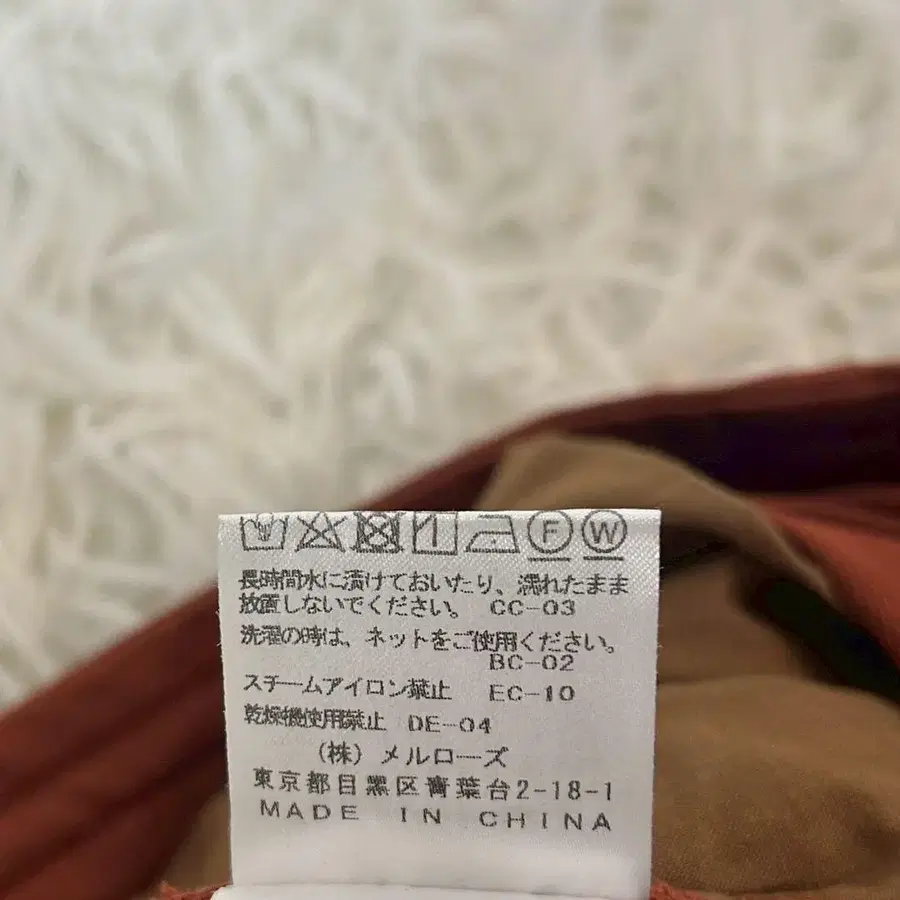 F W
長時間水に漬けておいたり、濡れたまま
放置しないでください。 CC-03
洗濯の時は、ネットをご使用ください。
BC-02
スチームアイロン禁止 EC-10
乾燥機使用禁止 DE-04
(株) メルローズ
東京都目黒区青葉台2-18-1
MADE IN CHINA